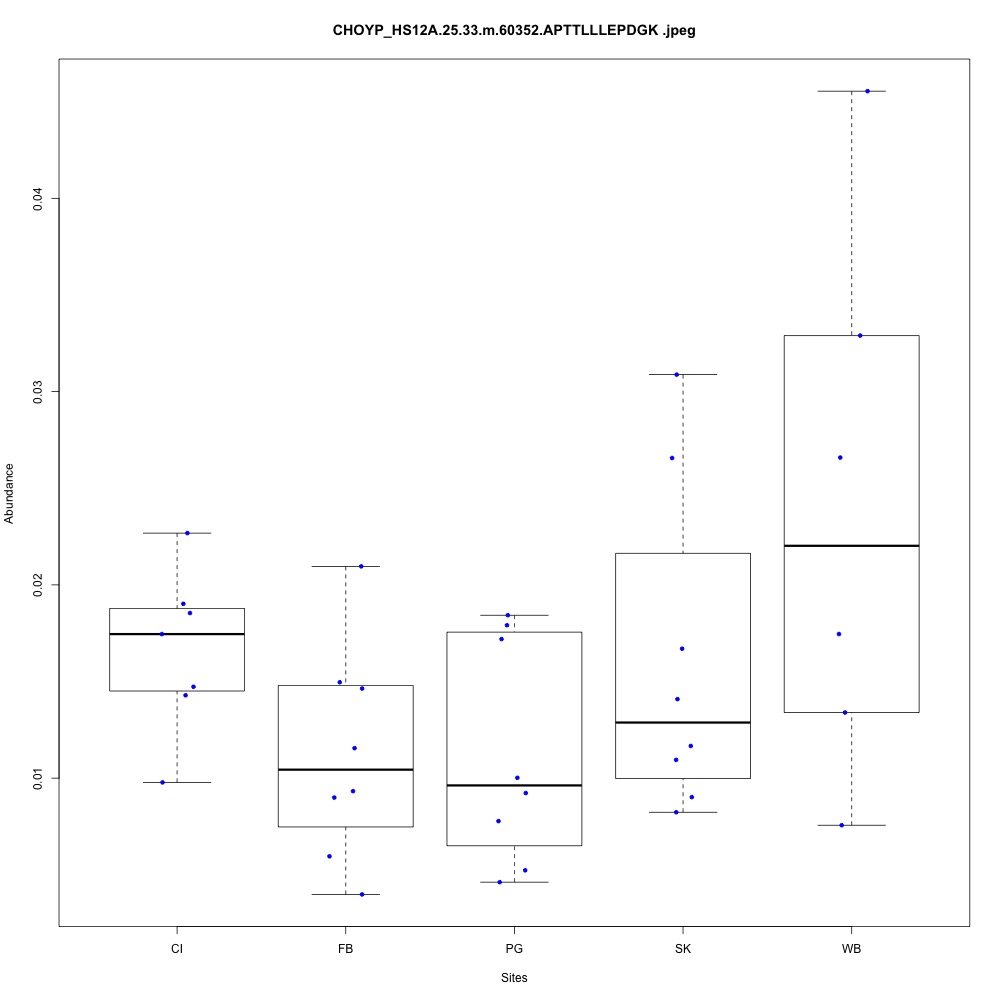 CHOYP_HS12A.25.33.m.60352.APTTLLLEPDGK .jpeg
Abundance
0.04
0.03
0.02
0.01
CI FB PG SK WB
Sites